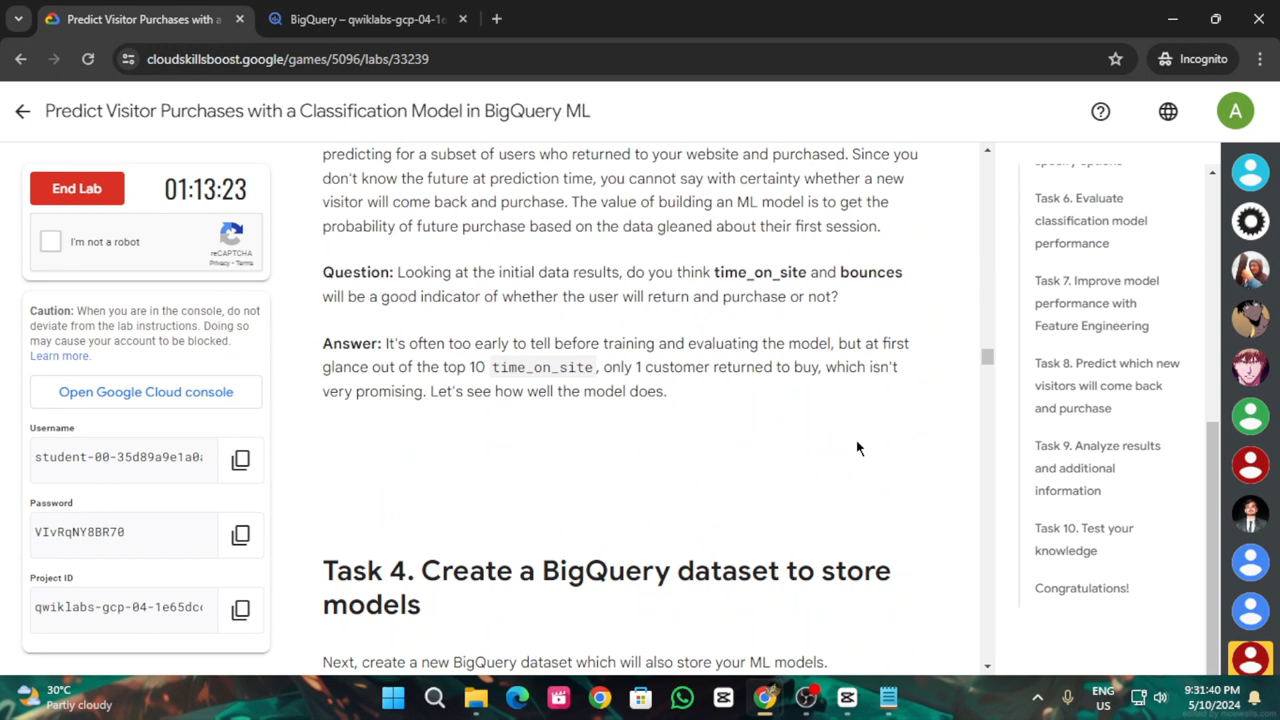 Predict Visitor Purchases with a
BigQuery – qwiklabs-gcp-04-1e
cloudskillsboost.google/games/5096/labs/33239
Incognito
Predict Visitor Purchases with a Classification Model in BigQuery ML
A
End Lab
01:13:23
I'm not a robot
reCAPTCHA
Privacy - Terms
Caution: When you are in the console, do not
deviate from the lab instructions. Doing so
may cause your account to be blocked.
Learn more.
Open Google Cloud console
Username
student-00-35d89a9e1a0
Password
VIvRqNY8BR70
Project ID
qwiklabs-gcp-04-1e65dc
predicting for a subset of users who returned to your website and purchased. Since you
don't know the future at prediction time, you cannot say with certainty whether a new
visitor will come back and purchase. The value of building an ML model is to get the
probability of future purchase based on the data gleaned about their first session.
Question: Looking at the initial data results, do you think time_on_site and bounces
will be a good indicator of whether the user will return and purchase or not?
Answer: It's often too early to tell before training and evaluating the model, but at first
glance out of the top 10 time_on_site, only 1 customer returned to buy, which isn't
very promising. Let's see how well the model does.
Task 4. Create a BigQuery dataset to store
models
Next, create a new BigQuery dataset which will also store your ML models.
Task 6. Evaluate
classification model
performance
Task 7. Improve model
performance with
Feature Engineering
Task 8. Predict which new
visitors will come back
and purchase
Task 9. Analyze results
and additional
information
Task 10. Test your
knowledge
Congratulations!
30°C
Partly cloudy
ENG
US
9:31:40 PM
5/10/2024